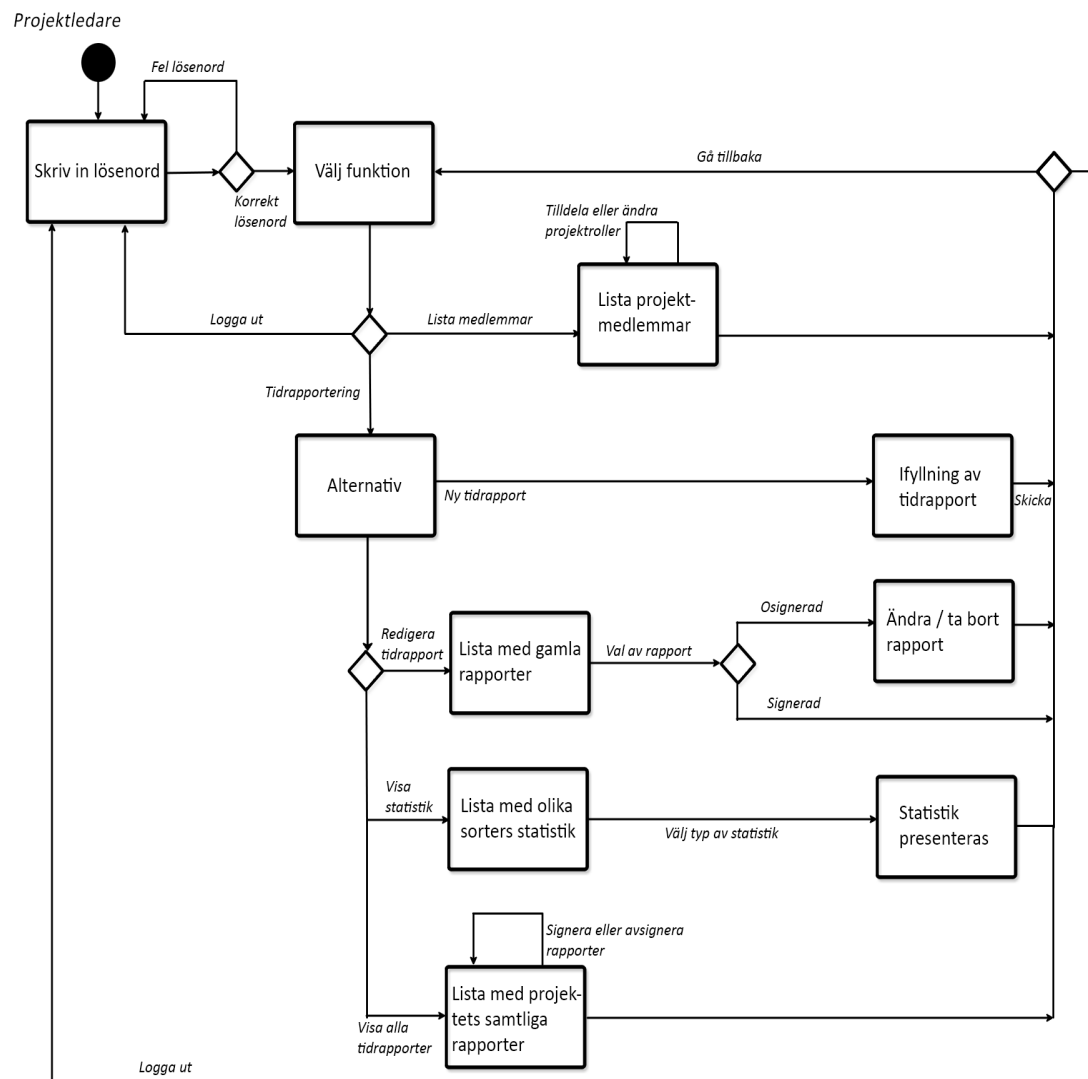 Projektledare
Fel lösenord
Skriv in lösenord
Korrekt
lösenord
Välj funktion
Gå tillbaka
Tilldela eller ändra
projektroller
Lista projekt-
medlemmar
Logga ut
Lista medlemmar
Tidrapportering
Alternativ
Ny tidrapport
Ifyllning av
tidrapport
Skicka
Redigera
tidrapport
Lista med gamla
rapporter
Val av rapport
Osignerad
Ändra / ta bort
rapport
Signerad
Visa
statistik
Lista med olika
sorters statistik
Välj typ av statistik
Statistik
presenteras
Signera eller avsignera
rapporter
Lista med projek-
tets samtliga
rapporter
Visa alla
tidrapporter
Logga ut